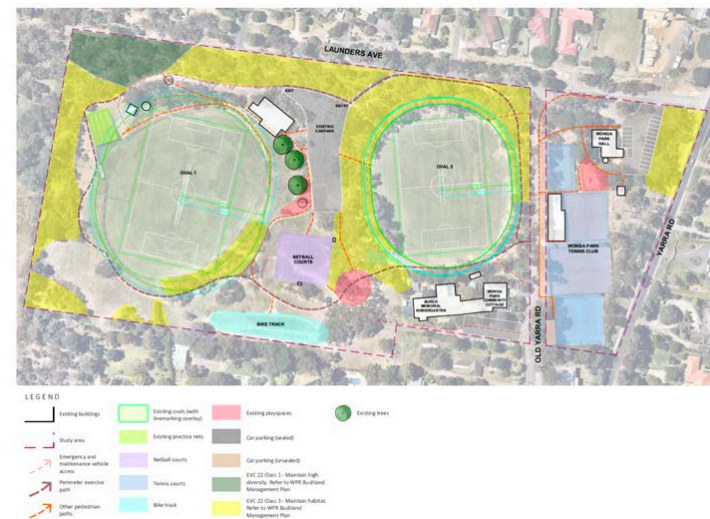 LAUNDERS AVE
EXIT
ENTRY
EXISTING
CARPARK
WONGA
PARK
HALL
OVAL 1
OVAL 2
NETBALL
COURTS
WONGA PARK
TENNIS CLUB
YARRA RD
BURCH
MEMORIAL
KINDERGARTEN
WONGA
PARK
COMMUNITY
COTTAGE
BIKE TRACK
OLD YARRA RD
LEGEND
Existing buildings
Study area
Emergency and
maintenance vehicle
access
Perimeter exercise
path
Other pedestrian
paths
Existing ovals (with
linemarking overlay)
Existing practice nets
Netball courts
Tennis courts
Bike track
Existing playspaces
Car parking (sealed)
Car parking (unsealed)
EVC 22 Class 1 - Maintain high
diversity. Refer to WPR Bushland
Management Plan
EVC 22 Class 3 - Maintain habitat.
Refer to WPR Bushland
Management Plan
Existing trees